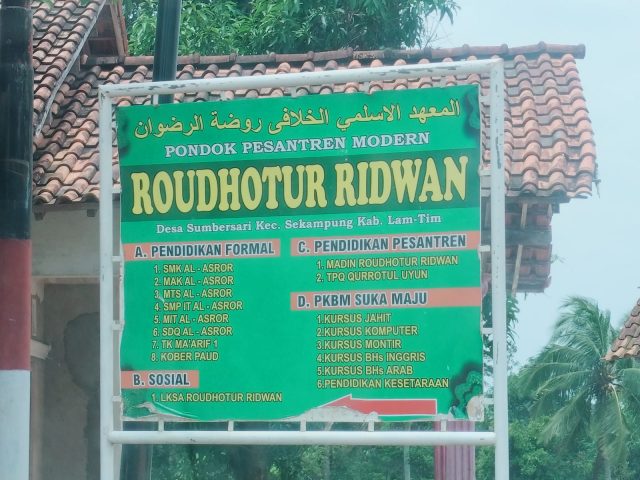 المعهد الاسلمي الخلافى روضة الرضوان
PONDOK PESANTREN MODERN
ROUDHOTUR RIDWAN
Desa Sumbersari Kec. Sekampung Kab. Lam-Tim
A. PENDIDIKAN FORMAL
1. SMK AL - ASROR
2. MAK AL - ASROR
3. MTS AL - ASROR
4. SMP IT AL - ASROR
5. MIT AL - ASROR
6. SDQ AL - ASROR
7. TK MA'ARIF 1
8. KOBER PAUD
B. SOSIAL
1. LKSA ROUDHOTUR RIDWAN
C. PENDIDIKAN PESANTREN
1. MADIN ROUDHOTUR RIDWAN
2. TPQ QURROTUL UYUN
D. PKBM SUKA MAJU
1.KURSUS JAHIT
2.KURSUS KOMPUTER
3.KURSUS MONTIR
4.KURSUS BHs INGGRIS
5.KURSUS BHs ARAB
6.PENDIDIKAN KESETARAAN